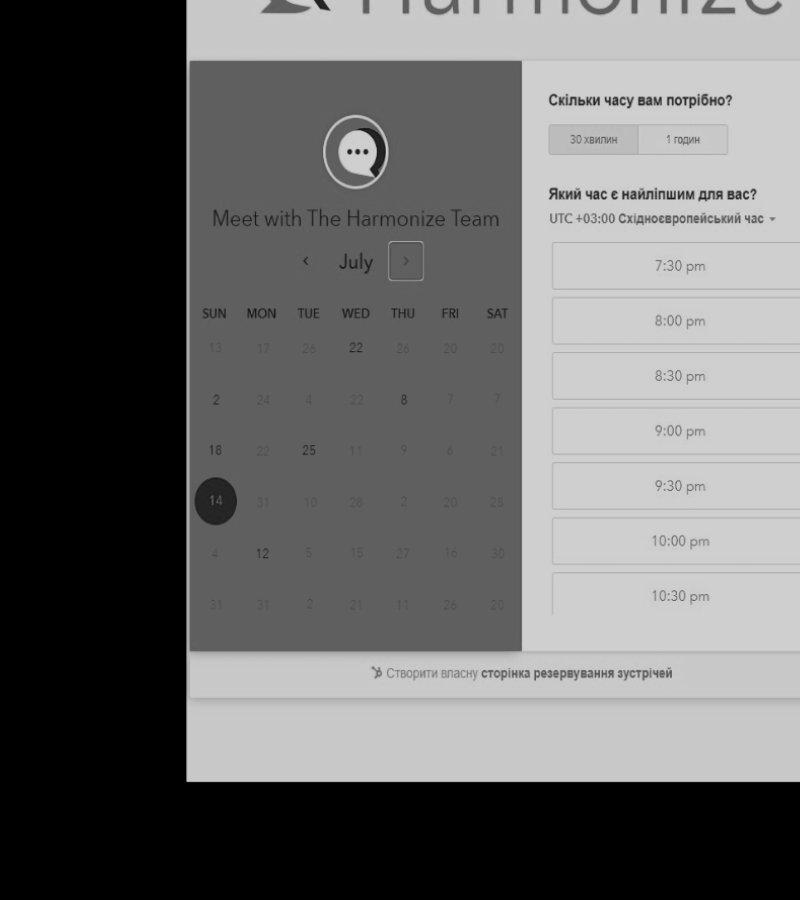 Harmonize
Meet with The Harmonize Team
‹ July ›
SUN MON TUE WED THU FRI SAT
13 17 26 22 26 20 20
2 24 4 22 8 7 7
18 22 25 11 9 6 21
14 31 10 28 2 20 25
4 12 5 15 27 16 30
31 31 2 21 11 26 20
Скільки часу вам потрібно?
30 хвилин 1 годин
Який час є найліпшим для вас?
UTC +03:00 Східноєвропейський час
7:30 pm
8:00 pm
8:30 pm
9:00 pm
9:30 pm
10:00 pm
10:30 pm
Створити власну сторінка резервування зустрічей